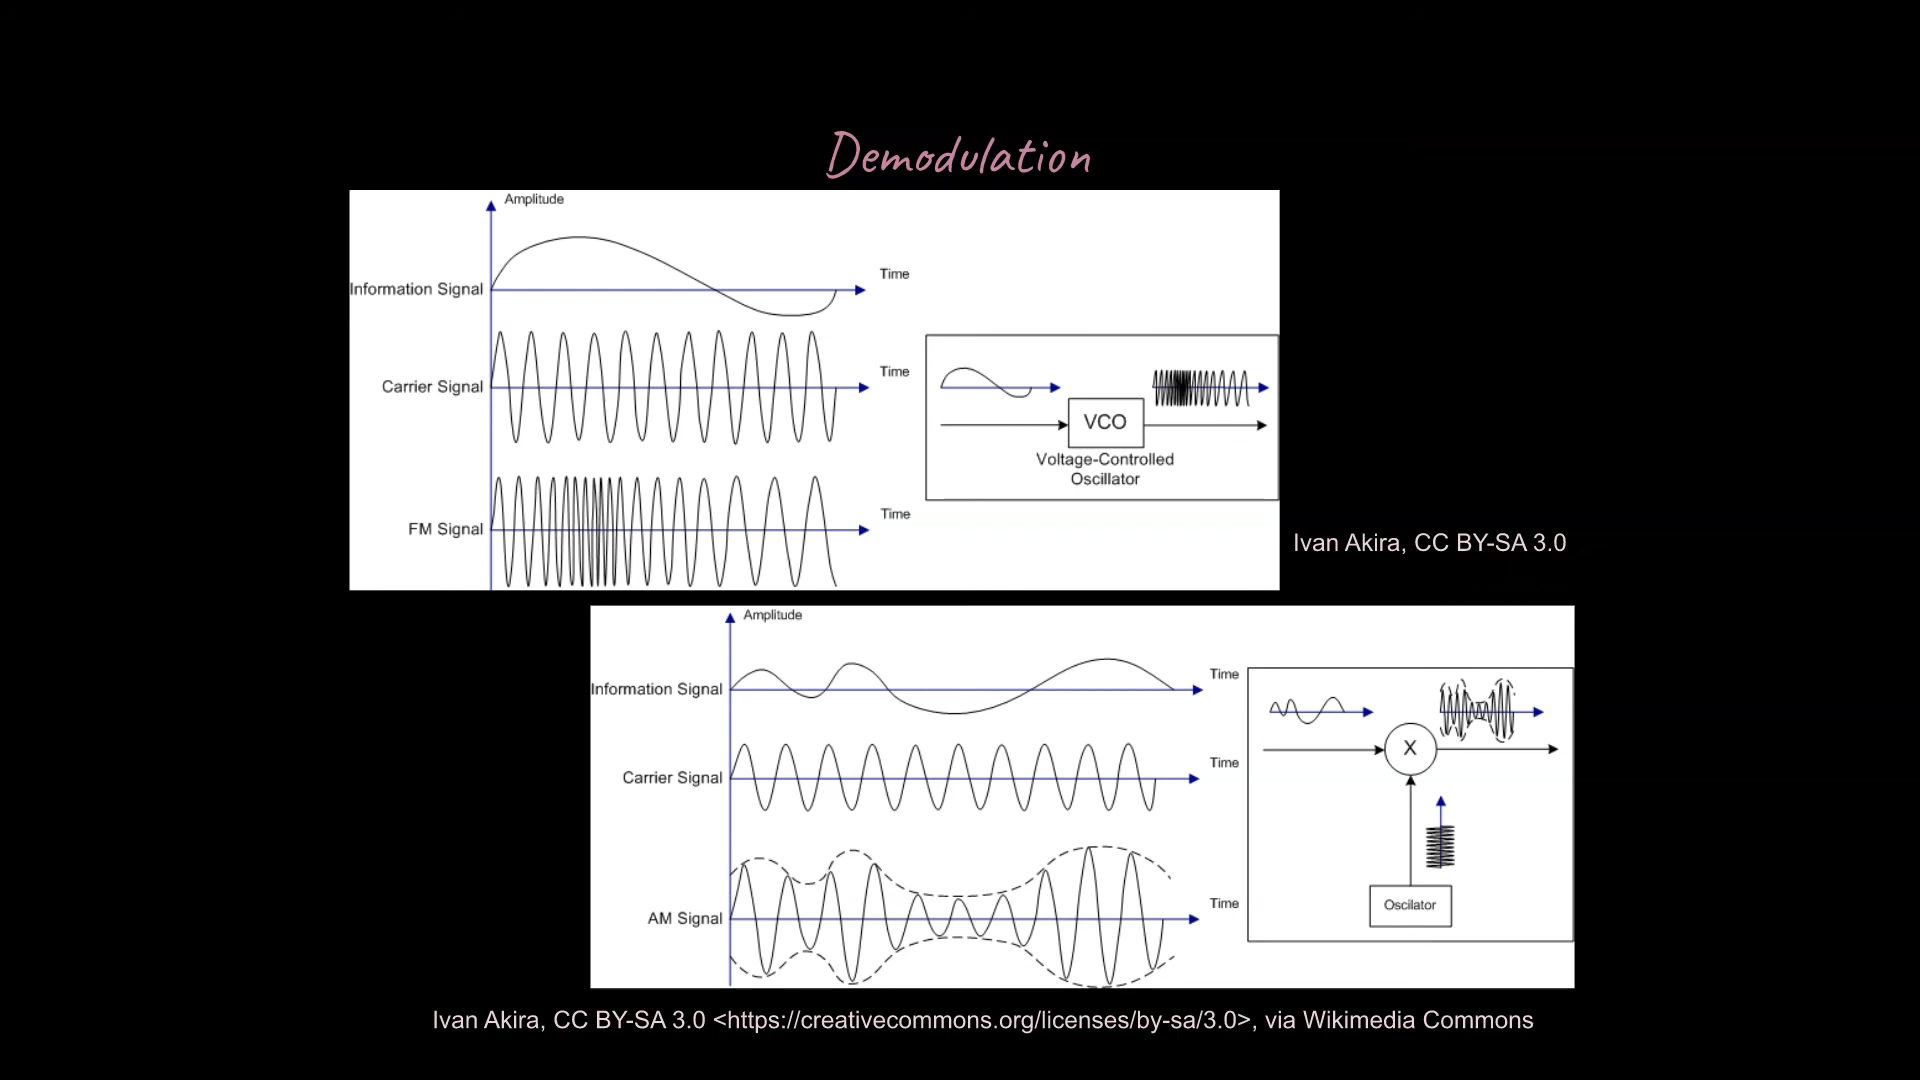 Demodulation
Amplitude
Time
Information Signal
Time
Carrier Signal
VCO
Voltage-Controlled
Oscillator
Time
FM Signal
Ivan Akira, CC BY-SA 3.0
Amplitude
Time
Information Signal
X
Time
Carrier Signal
Time
Oscilator
AM Signal
Ivan Akira, CC BY-SA 3.0 <https://creativecommons.org/licenses/by-sa/3.0>, via Wikimedia Commons